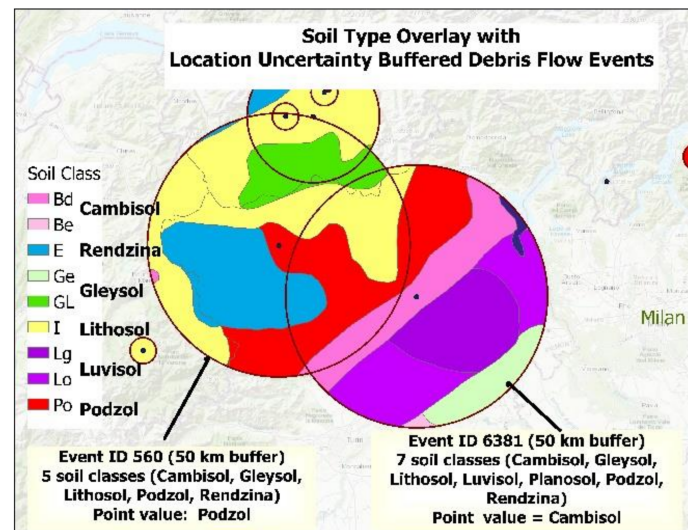 Soil Type Overlay with
Location Uncertainty Buffered Debris Flow Events
Soil Class
Bd
Cambisol
Be
E Rendzina
Ge
Gleysol
GL
I Lithosol
Lg
Luvisol
Lo
Po Podzol
Milan
Event ID 560 (50 km buffer)
5 soil classes (Cambisol, Gleysol,
Lithosol, Podzol, Rendzina)
Point value: Podzol
Event ID 6381 (50 km buffer)
7 soil classes (Cambisol, Gleysol,
Lithosol, Luvisol, Planosol, Podzol,
Rendzina)
Point value = Cambisol